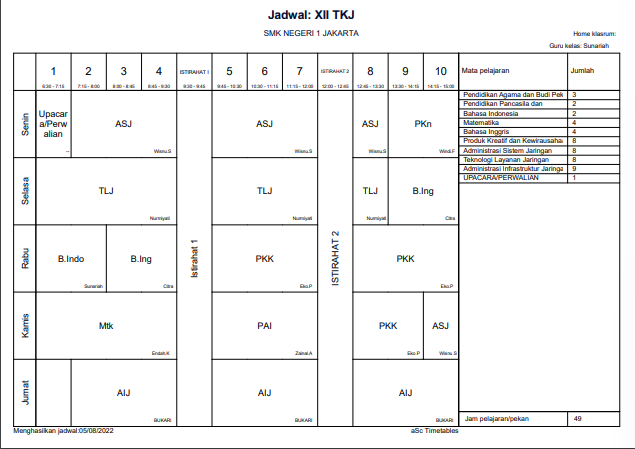 Jadwal: XII TKJ
SMK NEGERI 1 JAKARTA
Home klasrum:
Guru kelas: Sunariah
1 2 3 4 ISTIRAHAT I 5 6 7 ISTIRAHAT 2 8 9 10 Mata pelajaran Jumlah
6:30 - 7:15 7:15 - 8:00 8:00 - 8:45 8:45 - 9:30 9:30 - 9:45 9:45 - 10:30 10:30 - 11:15 11:15 - 12:00 12:00 - 12:45 12:45 - 13:30 13:30 - 14:15 14:15 - 15:00
Senin
Upacar
a/Perw
alian
--
ASJ
Wisnu.S
ASJ
Wisnu.S
ASJ
Wisnu.S
PKn
Windi.F
Selasa
TLJ
Nurmiyati
TLJ
Nurmiyati
TLJ
Nurmiyati
B.Ing
Citra
Rabu
B.Indo
Sunariah
B.Ing
Citra
PKK
Eko.P
PKK
Eko.P
Kamis
Mtk
Endah.K
PAI
Zainal.A
PKK
Eko.P
ASJ
Wisnu.S
Jumat
AIJ
BUKARI
AIJ
BUKARI
AIJ
BUKARI
Istirahat 1
ISTIRAHAT 2
Pendidikan Agama dan Budi Pek 3
Pendidikan Pancasila dan 2
Bahasa Indonesia 2
Matematika 4
Bahasa Inggris 4
Produk Kreatif dan Kewirausaha 8
Administrasi Sistem Jaringan 8
Teknologi Layanan Jaringan 8
Administrasi Infrastruktur Jaringa 9
UPACARA/PERWALIAN 1
Jam pelajaran/pekan 49
Menghasilkan jadwal:05/08/2022
aSc Timetables